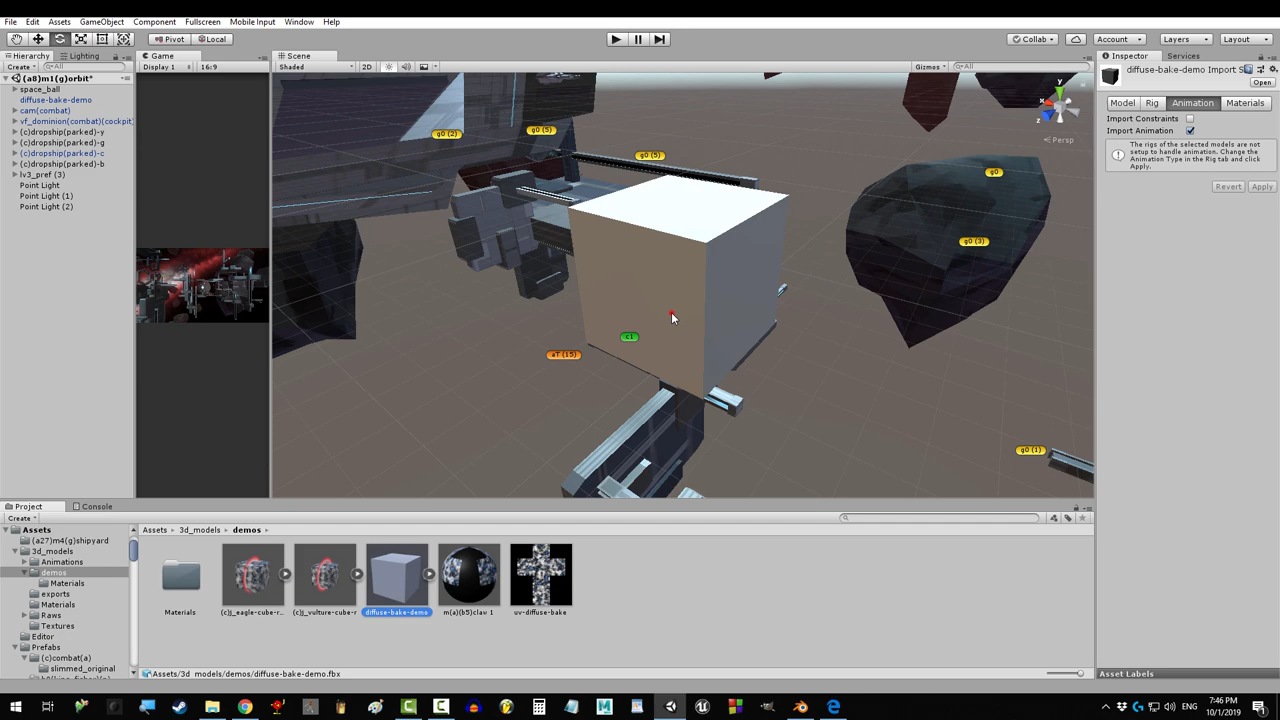 File Edit Assets GameObject Component Fullscreen Mobile Input Window Help
Pivot Local Collab Account Layers Layout
Hierarchy Lighting Game Scene Inspector Services
Create All Display 1 16:9 Shaded 2D Gizmos All
diffuse-bake-demo Import S
Open
(a8)m1(g)orbit*
space_ball
diffuse-bake-demo
cam(combat)
vf_dominion(combat)(cockpit)
(c)dropship(parked)-y
(c)dropship(parked)-g
(c)dropship(parked)-c
(c)dropship(parked)-b
lv3_pref (3)
Point Light
Point Light (1)
Point Light (2)
g0 (2)
g0 (5)
g0 (5)
g0
g0 (3)
c1
aT (15)
g0 (1)
y
x
z
Persp
Model Rig Animation Materials
Import Constraints
Import Animation
The rigs of the selected models are not
setup to handle animation. Change the
Animation Type in the Rig tab and click
Apply.
Revert Apply
Project Console
Create
Assets
(a27)m4(g)shipyard
3d_models
Animations
demos
Materials
exports
Materials
Raws
Textures
Editor
Prefabs
(c)combat(a)
slimmed_original
Assets 3d_models demos
Materials (c)j_eagle-cube-r... (c)j_vulture-cube-r diffuse-bake-demo m(a)(b5)claw 1 uv-diffuse-bake
Assets/3d_models/demos/diffuse-bake-demo.fbx
Asset Labels
ENG 7:46 PM
10/1/2019